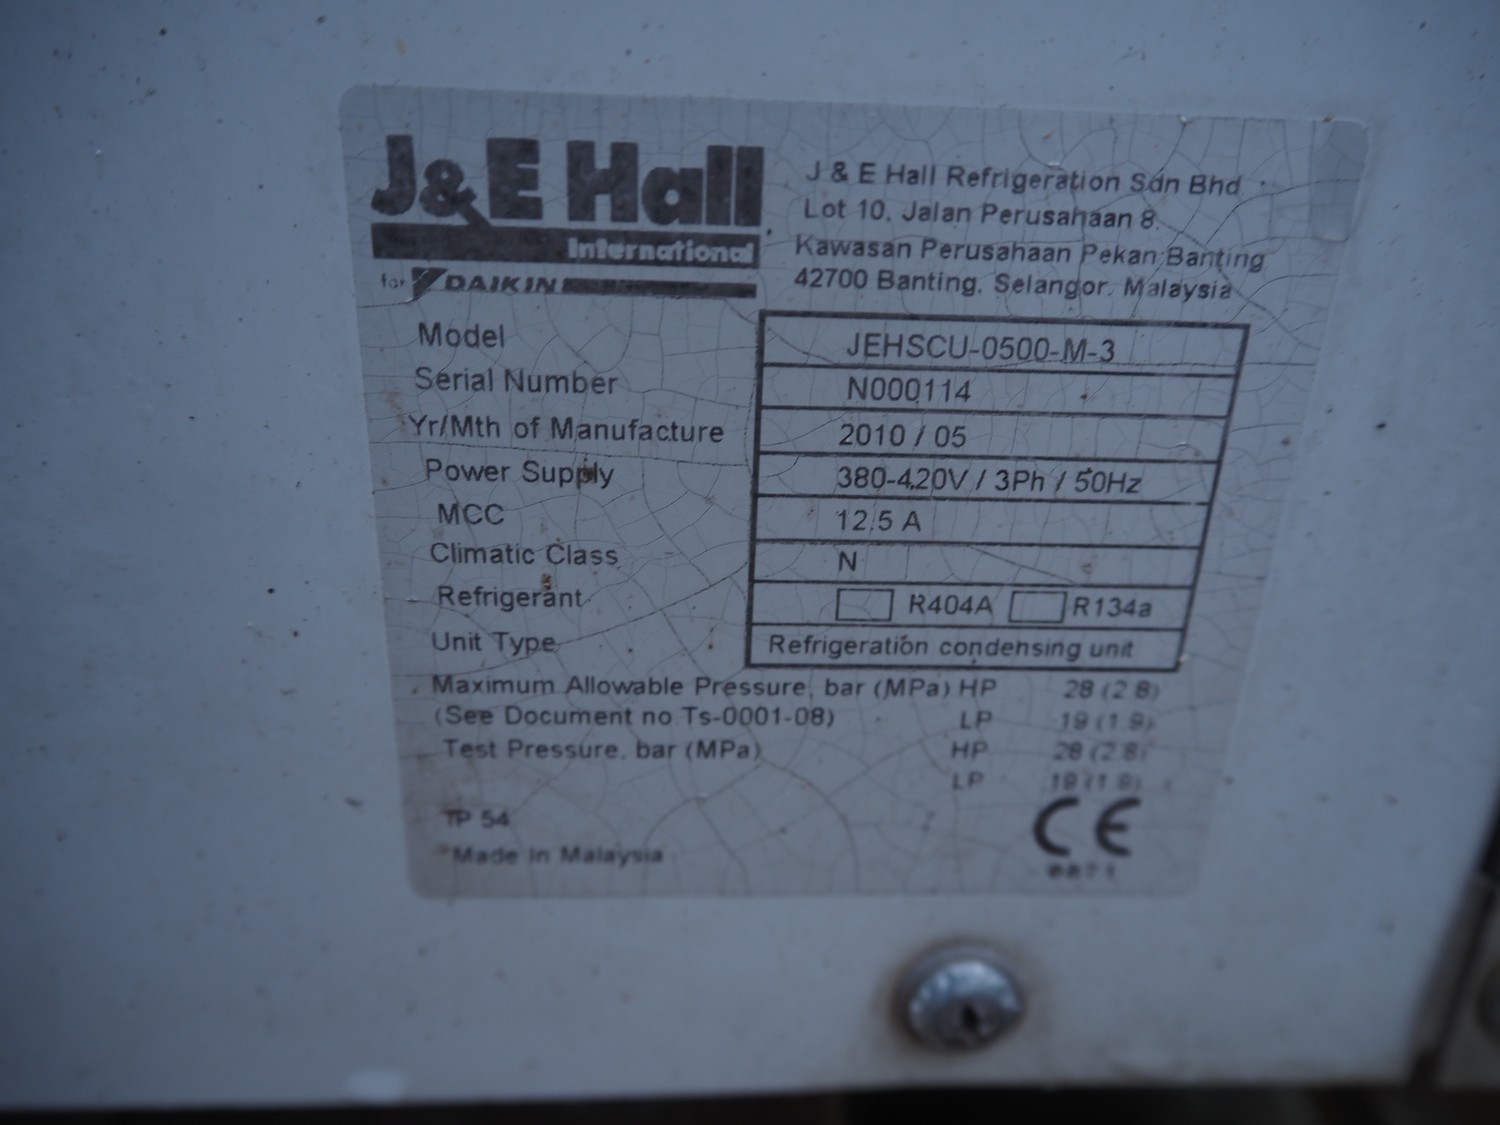 J&E Hall
International
for DAIKIN
J & E Hall Refrigeration Sdn Bhd
Lot 10, Jalan Perusahaan 8,
Kawasan Perusahaan Pekan Banting
42700 Banting, Selangor, Malaysia
Model JEHSCU-0500-M-3
Serial Number N000114
Yr/Mth of Manufacture 2010 / 05
Power Supply 380-420V / 3Ph / 50Hz
MCC 12.5 A
Climatic Class N
Refrigerant R404A R134a
Unit Type Refrigeration condensing unit
Maximum Allowable Pressure, bar (MPa) HP 28 (2.8)
(See Document no.Ts-0001-08) LP 19 (1.9)
Test Pressure, bar (MPa) HP 28 (2.8)
LP 19 (1.9)
TP 54
CE
Made in Malaysia